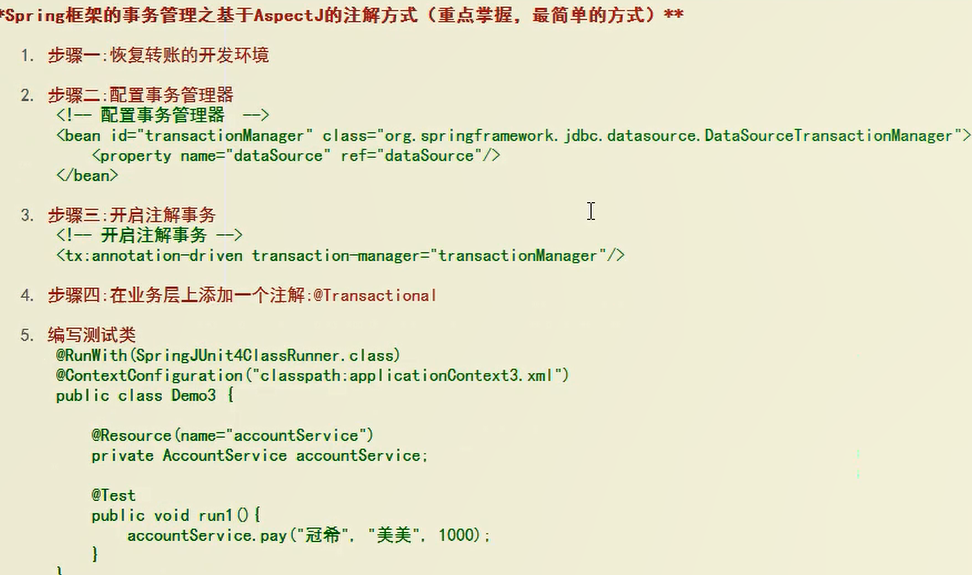 *Spring框架的事务管理之基于AspectJ的注解方式（重点掌握，最简单的方式）**
1. 步骤一:恢复转账的开发环境
2. 步骤二:配置事务管理器
<!-- 配置事务管理器  -->
<bean id="transactionManager" class="org.springframework.jdbc.datasource.DataSourceTransactionManager">
    <property name="dataSource" ref="dataSource"/>
</bean>
3. 步骤三:开启注解事务
<!-- 开启注解事务 -->
<tx:annotation-driven transaction-manager="transactionManager"/>
4. 步骤四:在业务层上添加一个注解:@Transactional
5. 编写测试类
@RunWith(SpringJUnit4ClassRunner.class)
@ContextConfiguration("classpath:applicationContext3.xml")
public class Demo3 {
    @Resource(name="accountService")
    private AccountService accountService;
    @Test
    public void run1(){
        accountService.pay("冠希", "美美", 1000);
    }
}